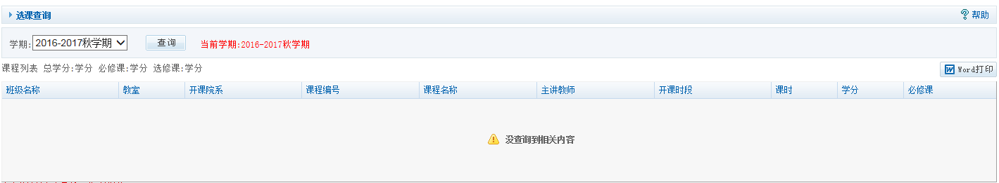 选课查询
帮助
学期:
2016-2017秋学期
查询
当前学期:2016-2017秋学期
课程列表 总学分:学分 必修课:学分 选修课:学分
Word打印
班级名称 教室 开课院系 课程编号 课程名称 主讲教师 开课时段 课时 学分 必修课
没查询到相关内容